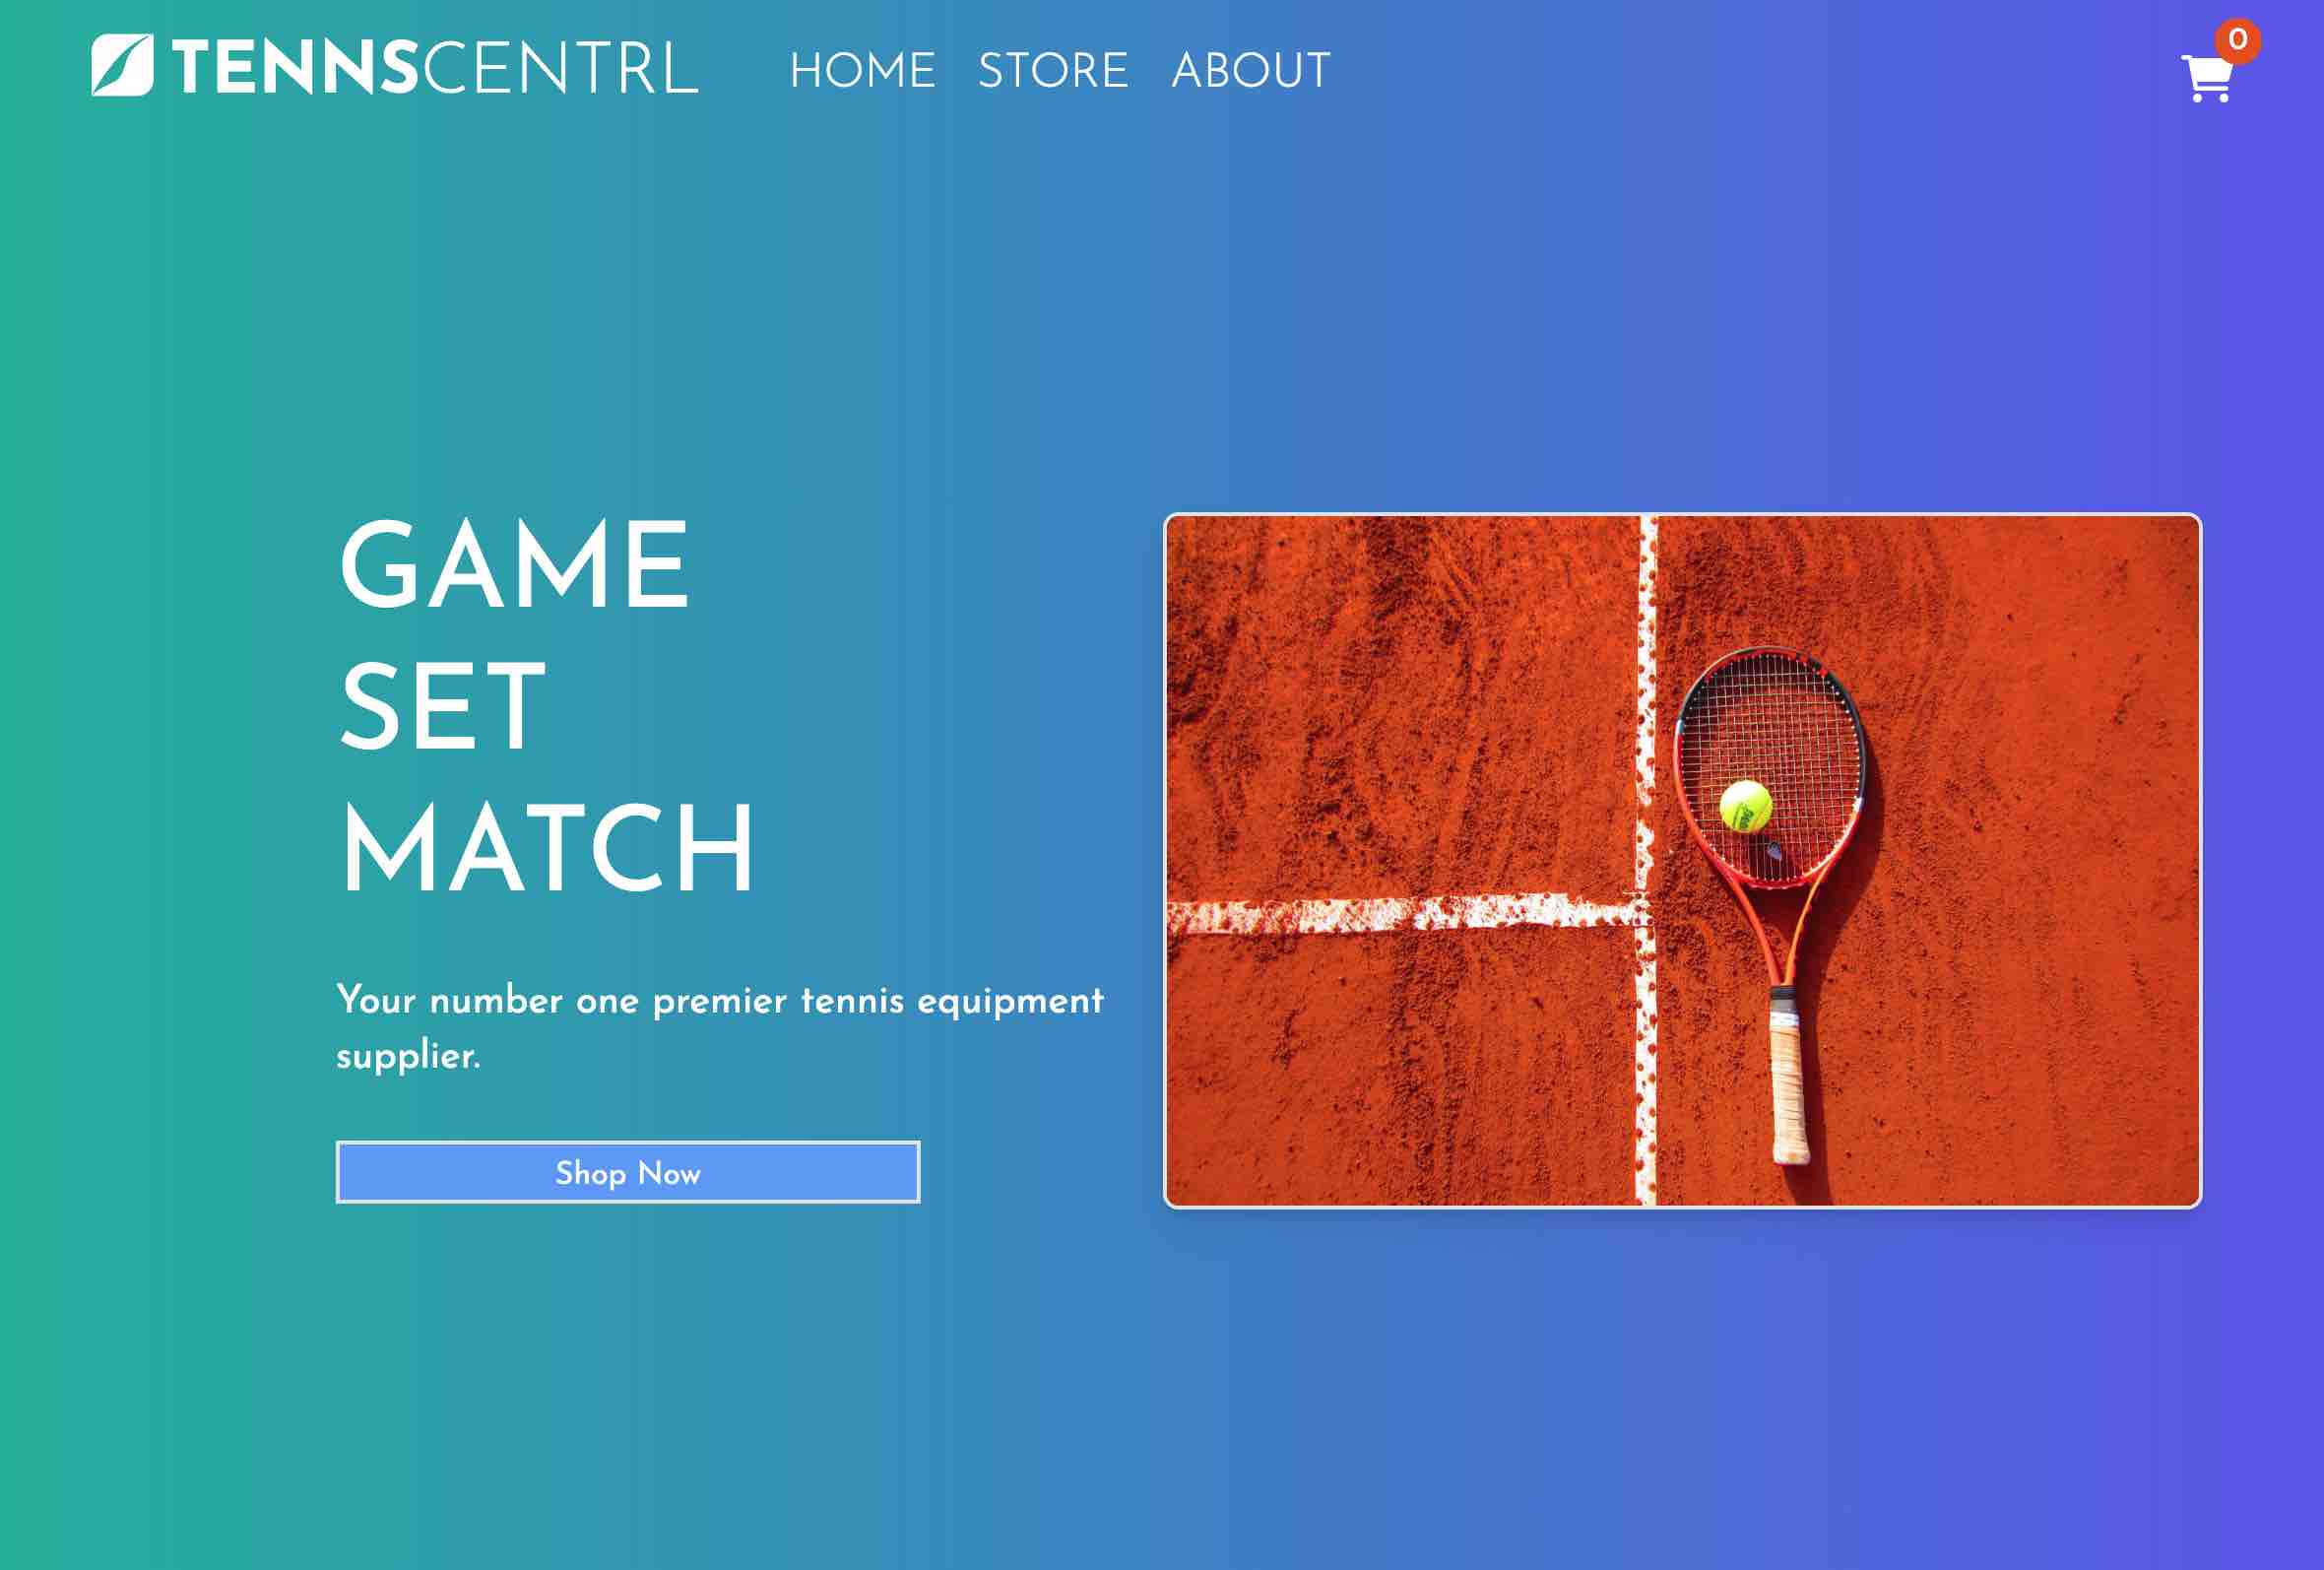 TENNSCENTRL
HOME STORE ABOUT
0
GAME
SET
MATCH
Your number one premier tennis equipment
supplier.
Shop Now